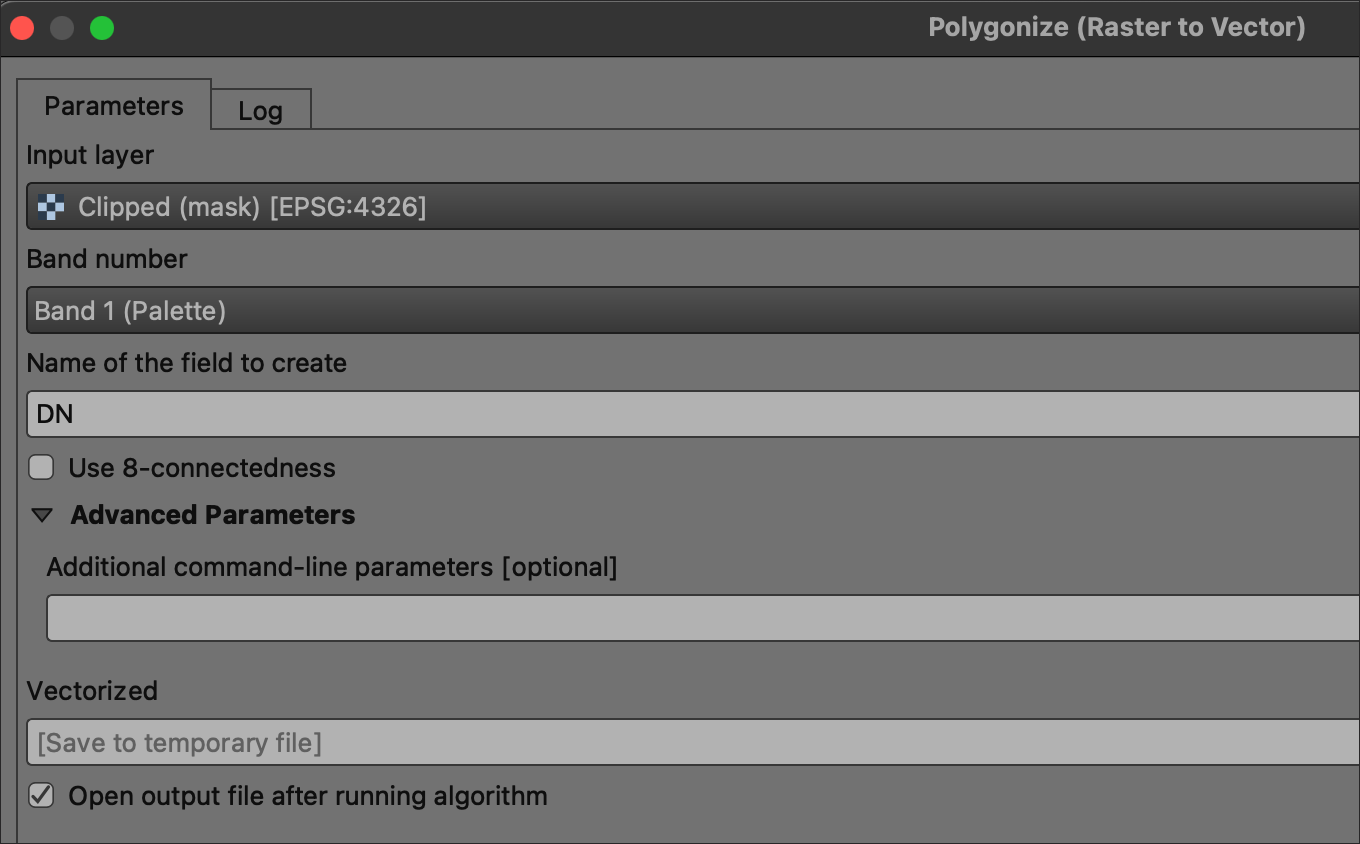 Polygonize (Raster to Vector)
Parameters
Log
Input layer
Clipped (mask) [EPSG:4326]
Band number
Band 1 (Palette)
Name of the field to create
DN
Use 8-connectedness
Advanced Parameters
Additional command-line parameters [optional]
Vectorized
[Save to temporary file]
Open output file after running algorithm